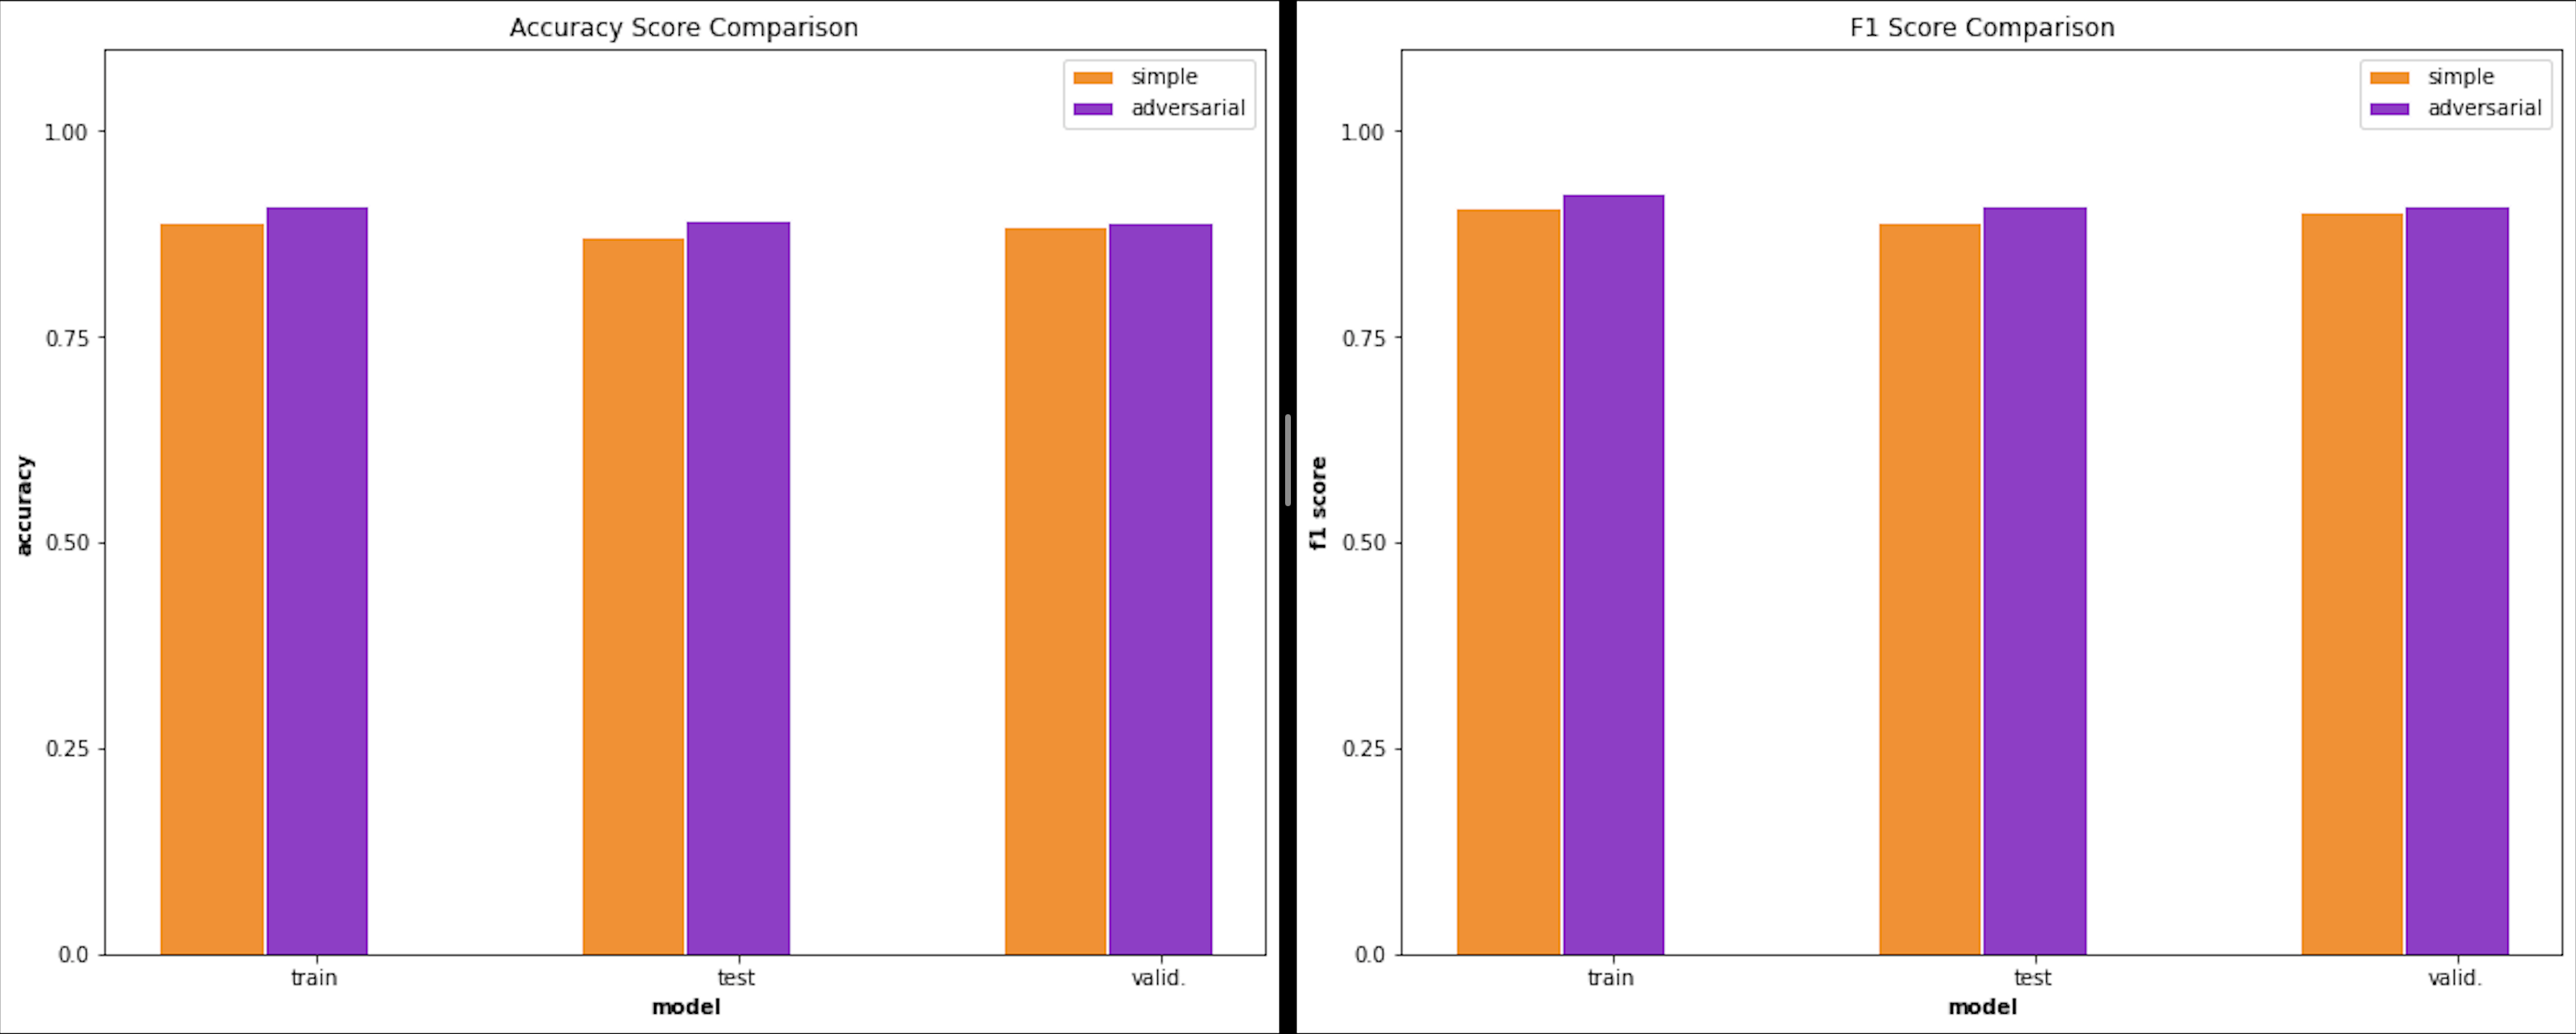 Accuracy Score Comparison
simple
adversarial
1.00
0.75
0.50
0.25
0.0
accuracy
train test valid.
model
F1 Score Comparison
simple
adversarial
1.00
0.75
0.50
0.25
0.0
f1 score
train test valid.
model